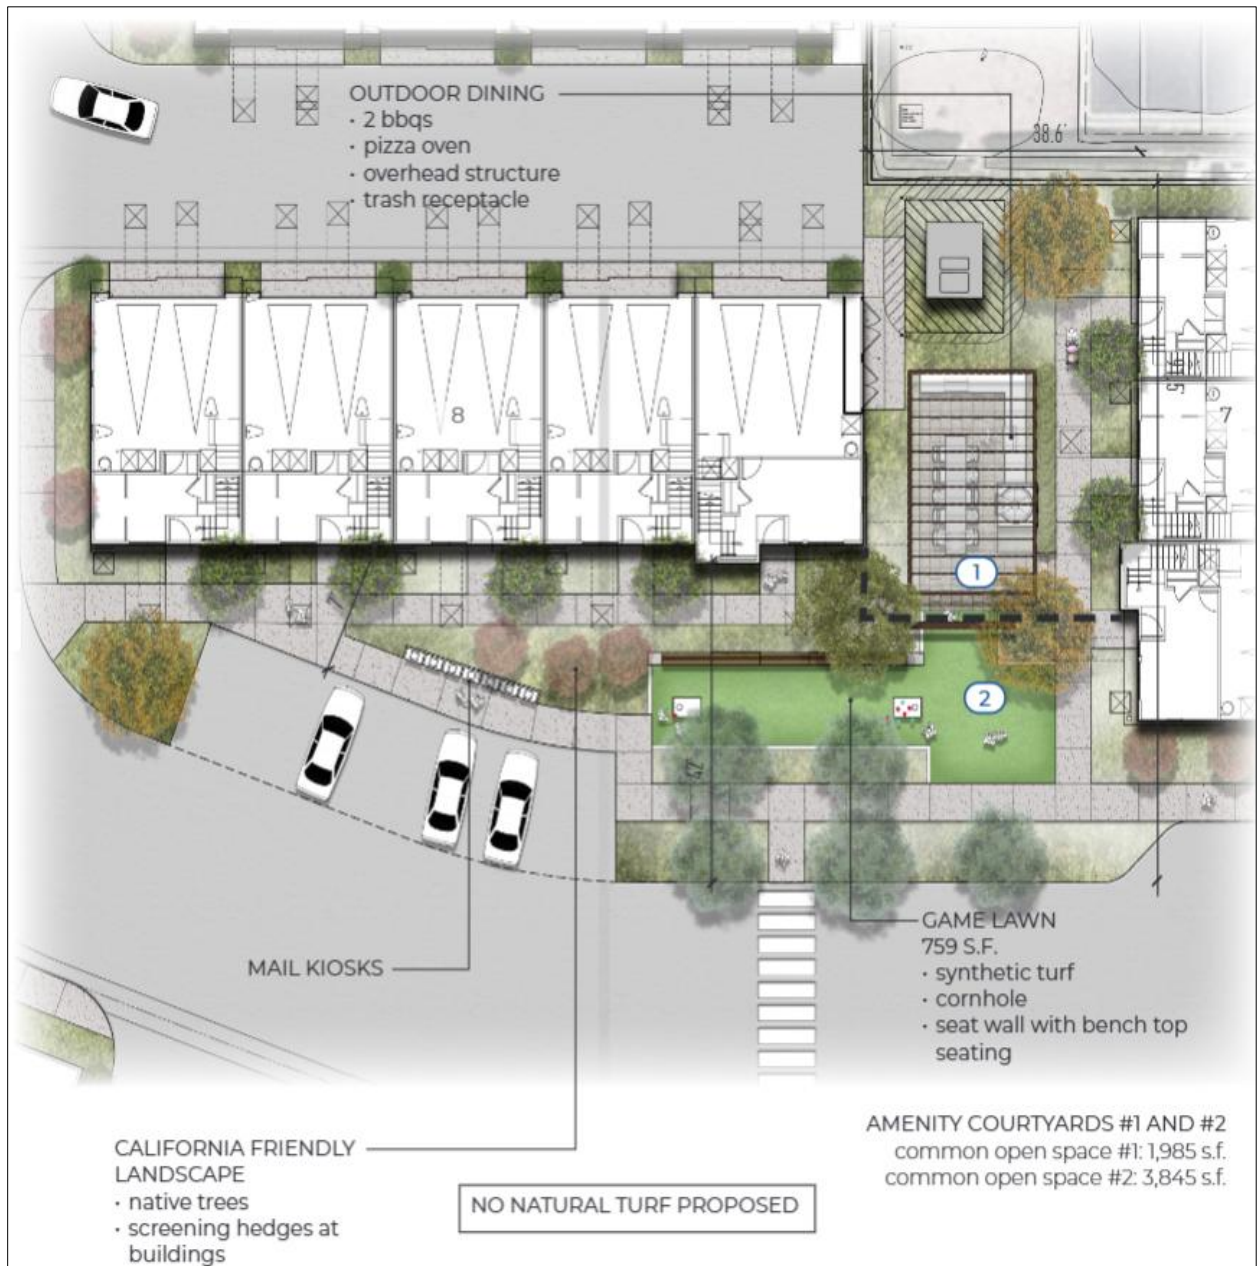 OUTDOOR DINING
• 2 bbqs
• pizza oven
• overhead structure
• trash receptacle
38.6'
8
7
1
2
GAME LAWN
759 S.F.
• synthetic turf
• cornhole
• seat wall with bench top
seating
MAIL KIOSKS
CALIFORNIA FRIENDLY
LANDSCAPE
• native trees
• screening hedges at
buildings
NO NATURAL TURF PROPOSED
AMENITY COURTYARDS #1 AND #2
common open space #1: 1,985 s.f.
common open space #2: 3,845 s.f.